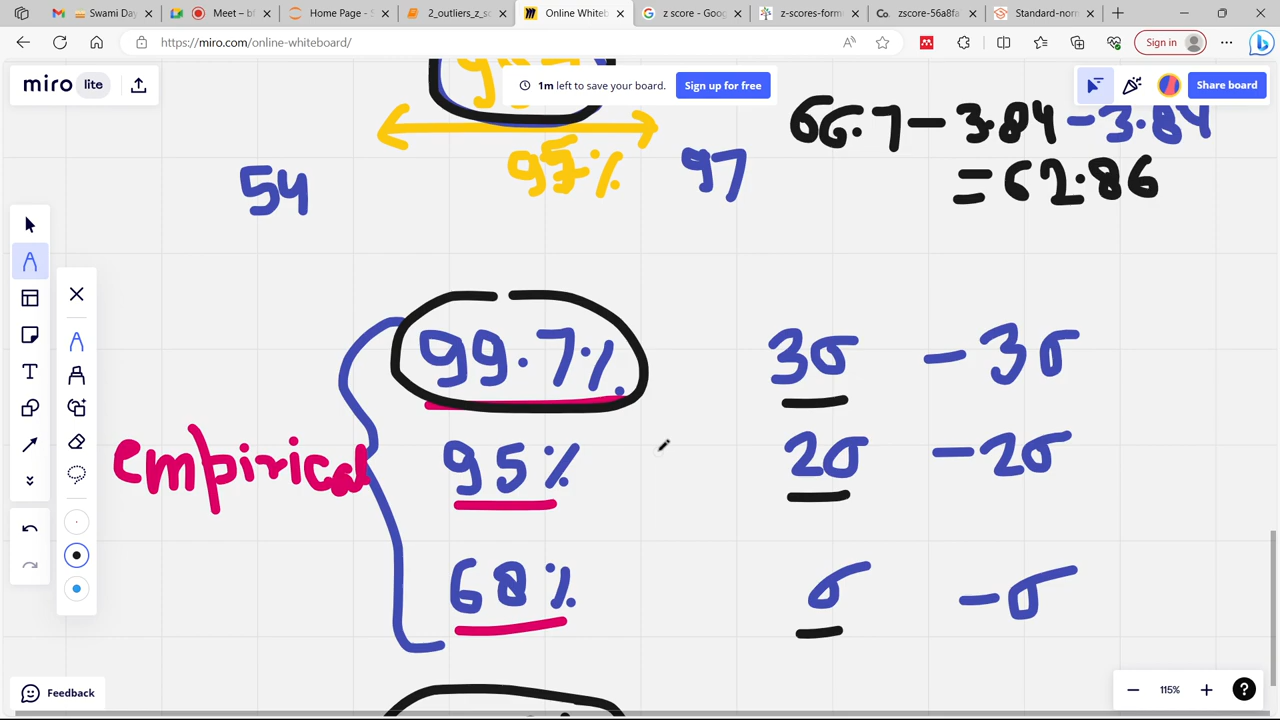 Swami Day
Meet – bf
Home Page - S
2_outliers_z_sc
Online Whiteb
z score - Goog
z-scores-form
zscore-56a8fa
Standard-norm
https://miro.com/online-whiteboard/
Sign in
miro lite
1m left to save your board.
Sign up for free
Share board
66.7 – 3.84 – 3.84
= 62.86
95%
54
97
99.7%
3σ – 3σ
empirical
95%
2σ – 2σ
68%
σ – σ
Feedback
115%